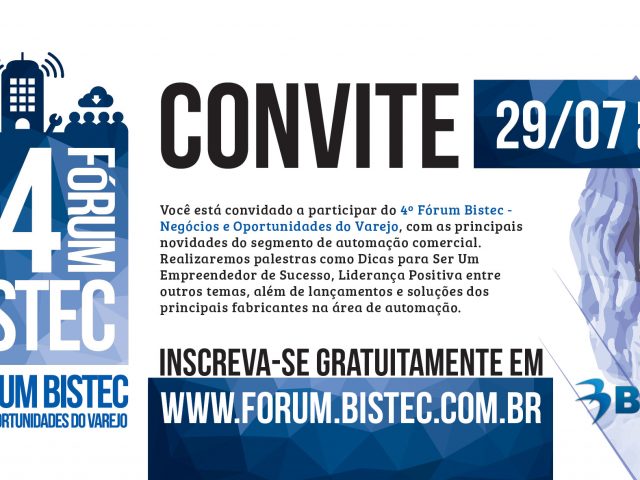 CONVITE
29/07
4
FÓRUM
STEC
UM BISTEC
ORTUNIDADES DO VAREJO
Você está convidado a participar do 4º Fórum Bistec -
Negócios e Oportunidades do Varejo, com as principais
novidades do segmento de automação comercial.
Realizaremos palestras como Dicas para Ser Um
Empreendedor de Sucesso, Liderança Positiva entre
outros temas, além de lançamentos e soluções dos
principais fabricantes na área de automação.
INSCREVA-SE GRATUITAMENTE EM
WWW.FORUM.BISTEC.COM.BR
B